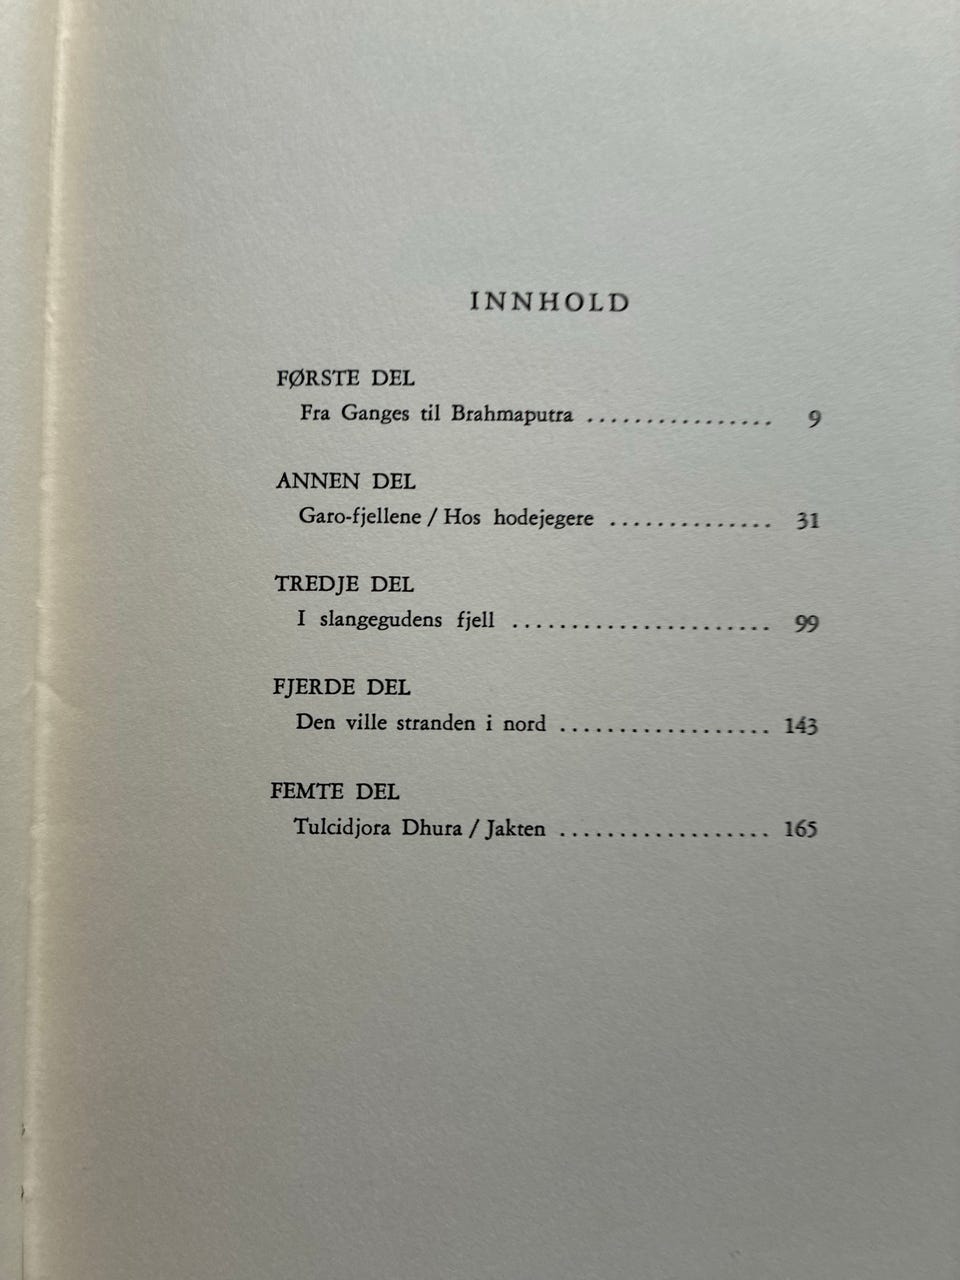 INNHOLD
FØRSTE DEL
Fra Ganges til Brahmaputra ................ 9
ANNEN DEL
Garo-fjellene / Hos hodejegere .............. 31
TREDJE DEL
I slangegudens fjell ...................... 99
FJERDE DEL
Den ville stranden i nord .................. 143
FEMTE DEL
Tulcidjora Dhura / Jakten .................. 165